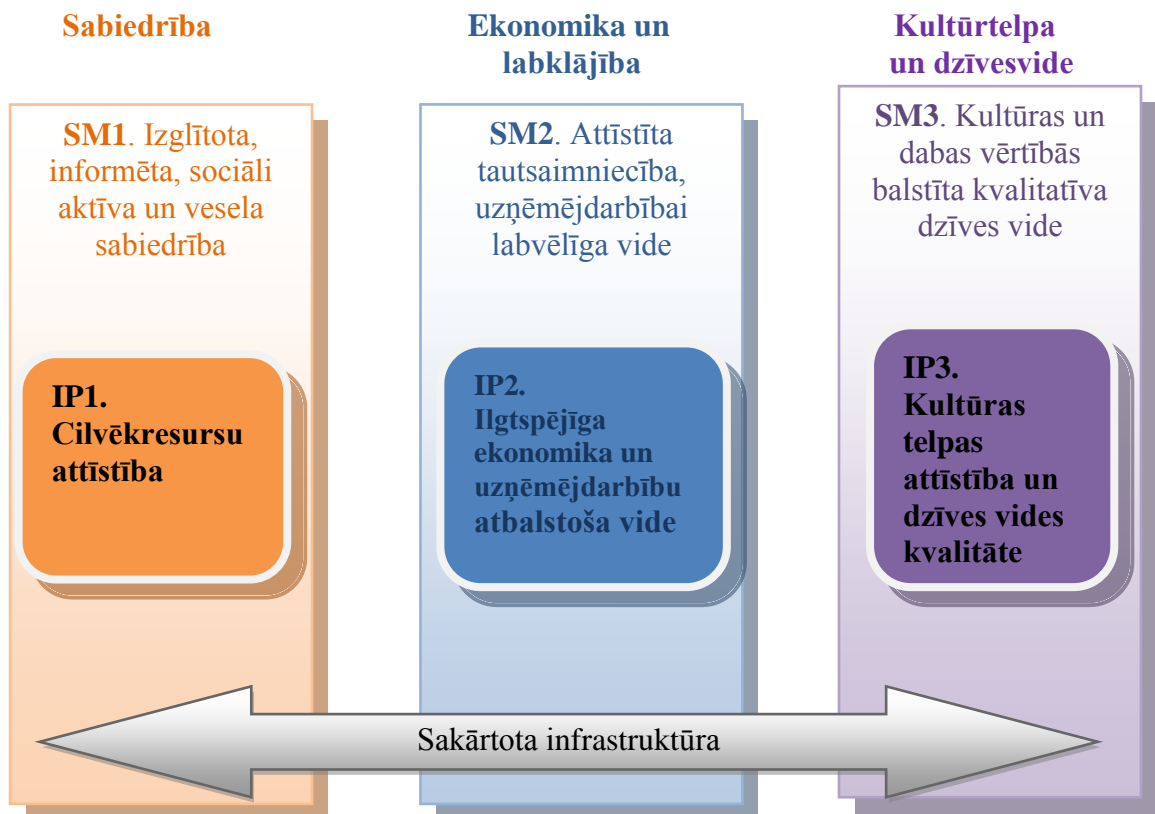 Sabiedrība
SM1. Izglītota,
informēta, sociāli
aktīva un vesela
sabiedrība
IP1.
Cilvēkresursu
attīstība
Ekonomika un
labklājība
SM2. Attīstīta
tautsaimniecība,
uzņēmējdarbībai
labvēlīga vide
IP2.
Ilgtspējīga
ekonomika un
uzņēmējdarbību
atbalstoša vide
Kultūrtelpa
un dzīvesvide
SM3. Kultūras un
dabas vērtībās
balstīta kvalitatīva
dzīves vide
IP3.
Kultūras
telpas
attīstība un
dzīves vides
kvalitāte
Sakārtota infrastruktūra